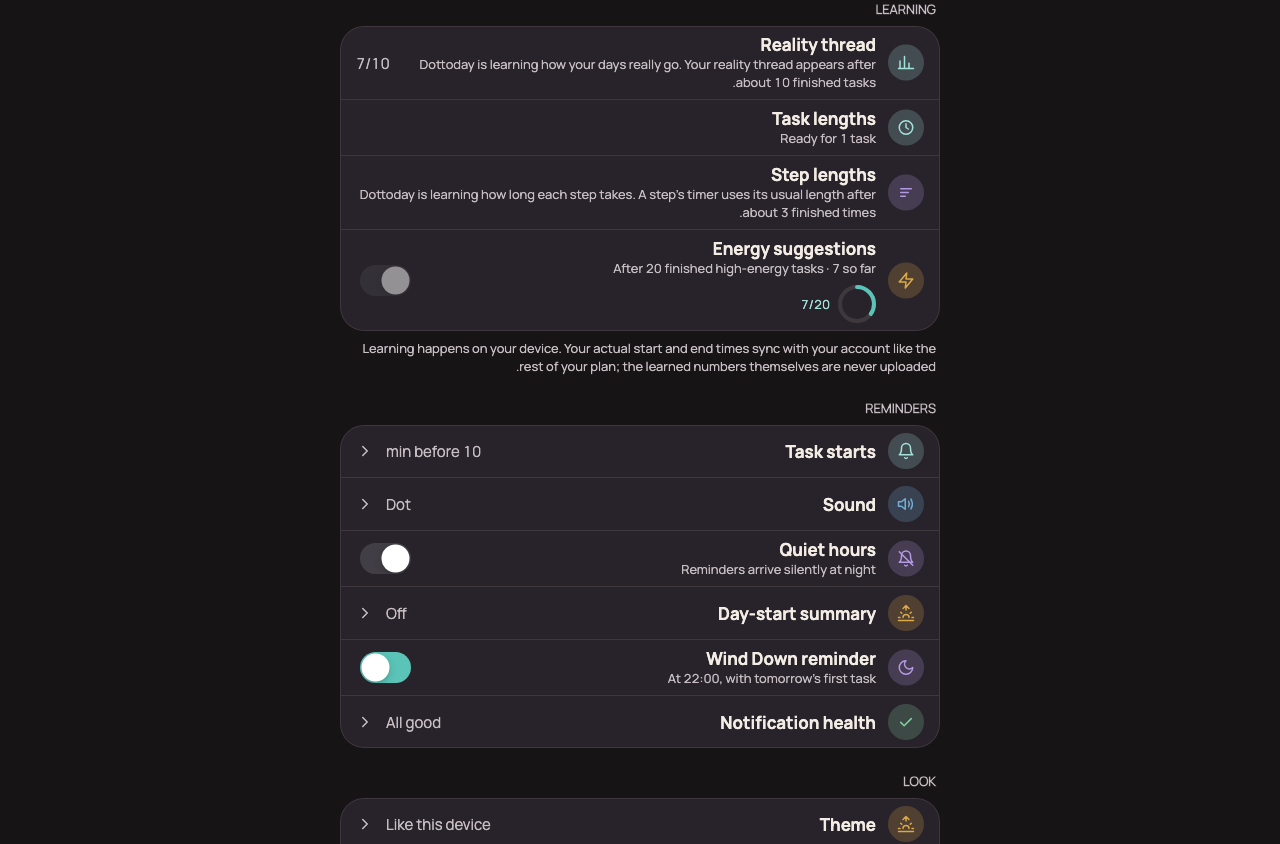 LEARNING
Reality thread
Dottoday is learning how your days really go. Your reality thread appears after
.about 10 finished tasks
7/10
Task lengths
Ready for 1 task
Step lengths
Dottoday is learning how long each step takes. A step's timer uses its usual length after
.about 3 finished times
Energy suggestions
After 20 finished high-energy tasks · 7 so far
7/20
Learning happens on your device. Your actual start and end times sync with your account like the
.rest of your plan; the learned numbers themselves are never uploaded
REMINDERS
Task starts
min before 10
Sound
Dot
Quiet hours
Reminders arrive silently at night
Day-start summary
Off
Wind Down reminder
At 22:00, with tomorrow's first task
Notification health
All good
LOOK
Theme
Like this device